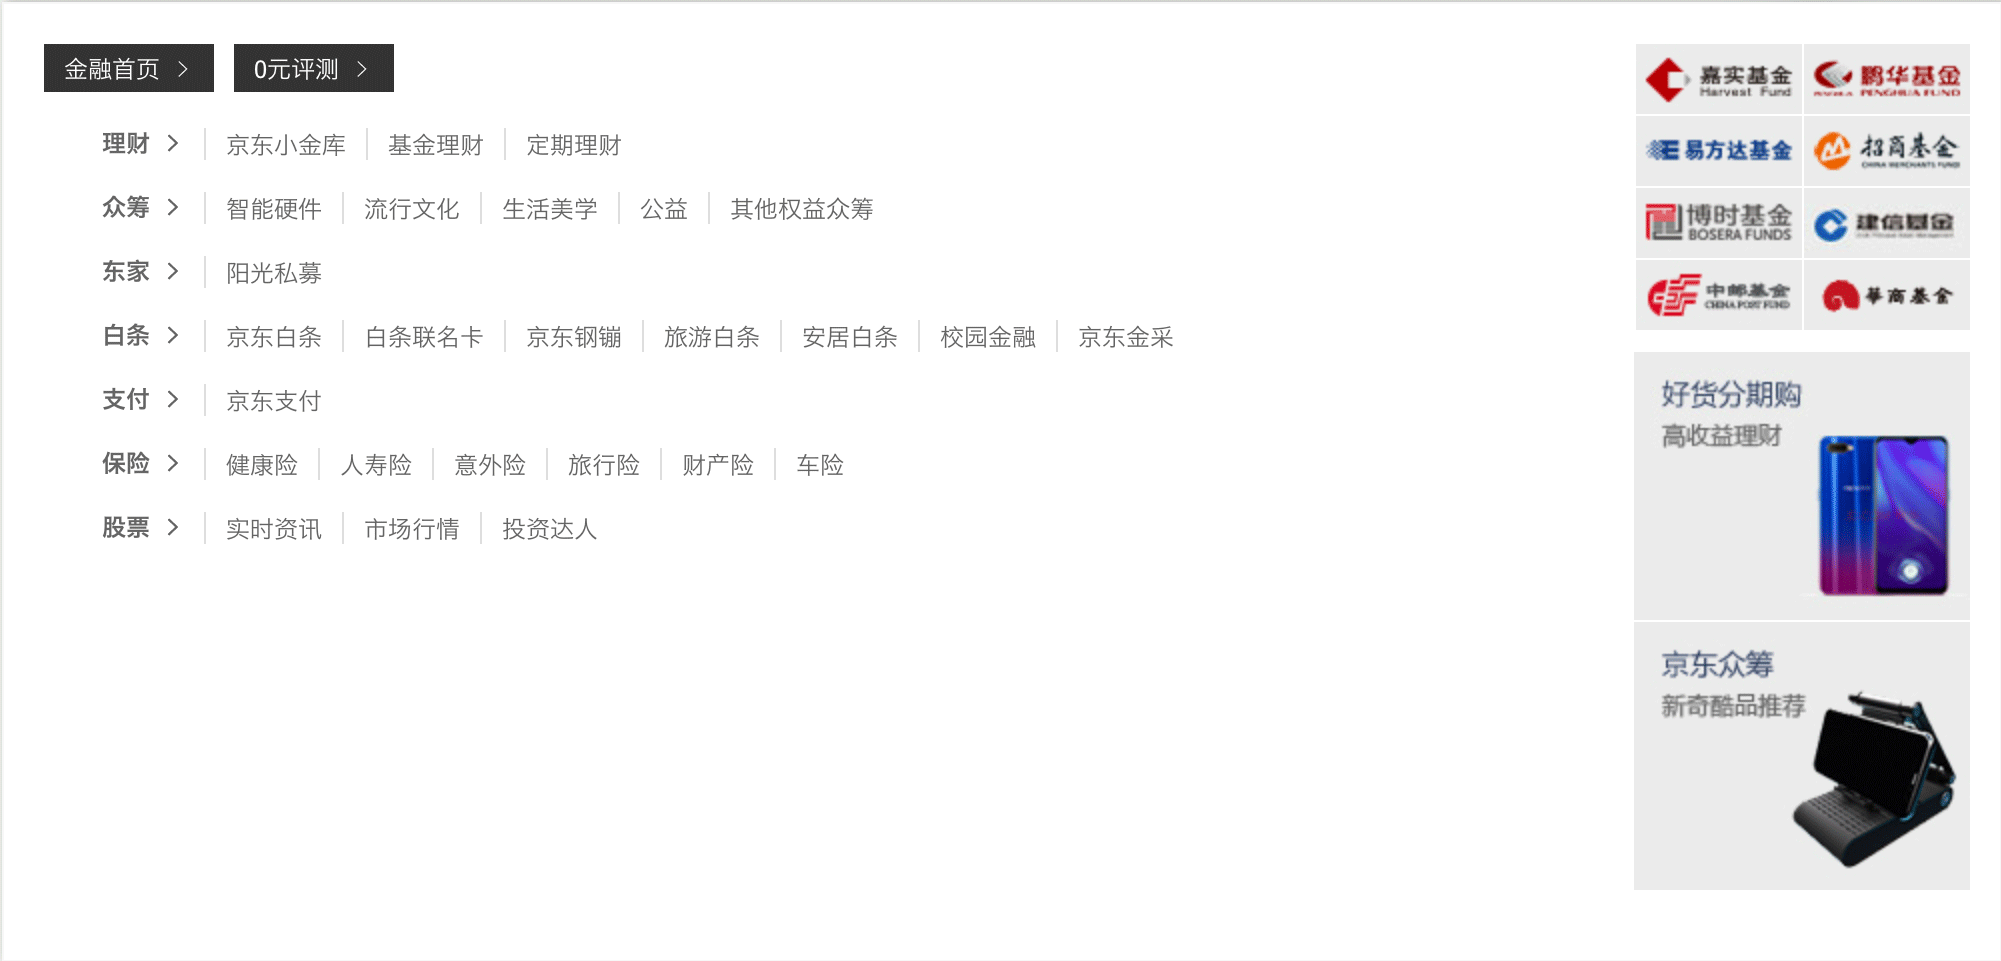 金融首页 > 0元评测 >
理财 > 京东小金库 基金理财 定期理财
众筹 > 智能硬件 流行文化 生活美学 公益 其他权益众筹
东家 > 阳光私募
白条 > 京东白条 白条联名卡 京东钢镚 旅游白条 安居白条 校园金融 京东金采
支付 > 京东支付
保险 > 健康险 人寿险 意外险 旅行险 财产险 车险
股票 > 实时资讯 市场行情 投资达人
嘉实基金
Harvest Fund
鹏华基金
PENGHUA FUND
易方达基金
招商基金
CHINA MERCHANTS FUND
博时基金
BOSERA FUNDS
建信基金
中邮基金
CHINA POST FUND
華商基金
好货分期购
高收益理财
京东众筹
新奇酷品推荐